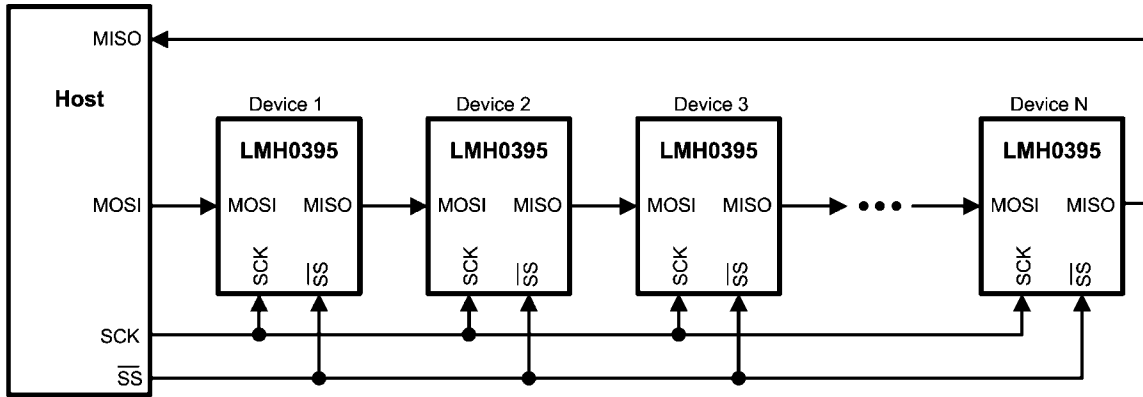 MISO
Host
Device 1
Device 2
Device 3
Device N
LMH0395
LMH0395
LMH0395
LMH0395
MOSI
MOSI MISO
MOSI MISO
MOSI MISO
MOSI MISO
SCK SS
SCK SS
SCK SS
SCK SS
SCK
SS